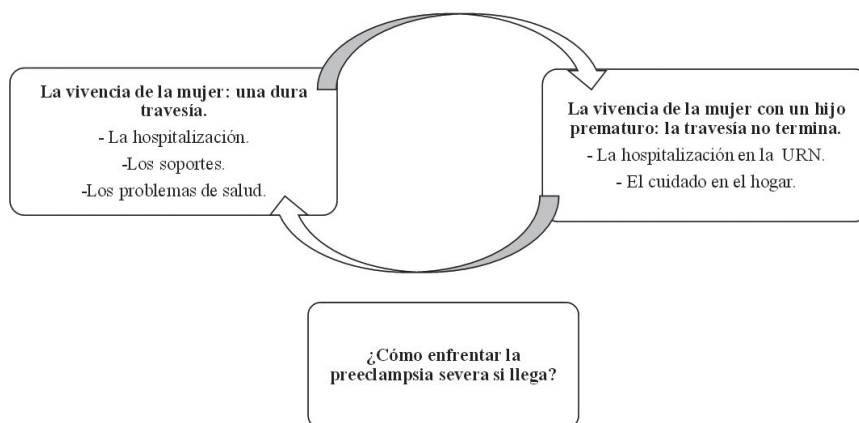 La vivencia de la mujer: una dura
travesía.
- La hospitalización.
-Los soportes.
-Los problemas de salud.
La vivencia de la mujer con un hijo
prematuro: la travesía no termina.
- La hospitalización en la URN.
- El cuidado en el hogar.
¿Cómo enfrentar la
preeclampsia severa si llega?